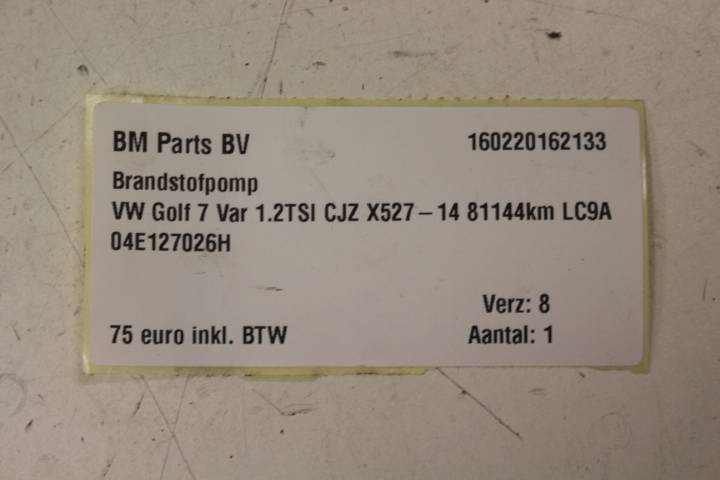 BM Parts BV 160220162133
Brandstofpomp
VW Golf 7 Var 1.2TSI CJZ X527 – 14 81144km LC9A
04E127026H
Verz: 8
75 euro inkl. BTW Aantal: 1